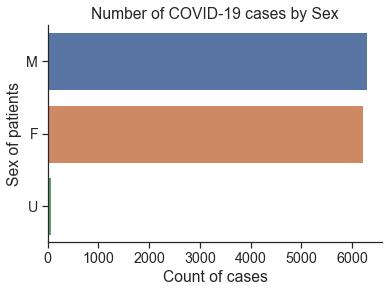 Number of COVID-19 cases by Sex
Sex of patients
M
F
U
0 1000 2000 3000 4000 5000 6000
Count of cases